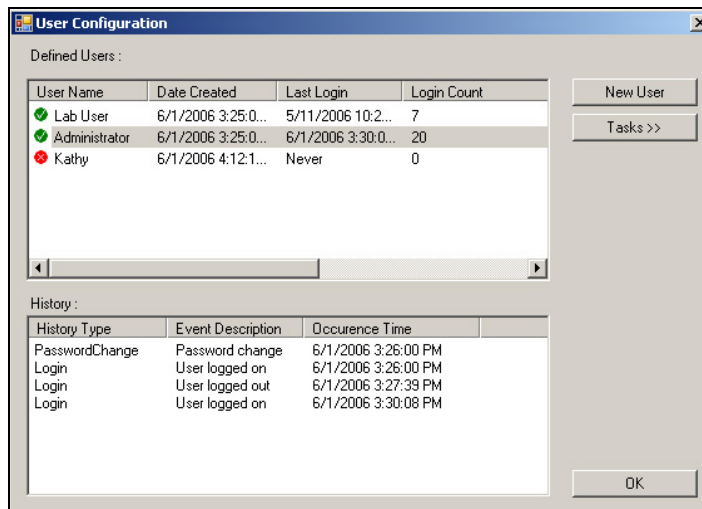 User Configuration
Defined Users :
User Name Date Created Last Login Login Count
Lab User 6/1/2006 3:25:0... 5/11/2006 10:2... 7
Administrator 6/1/2006 3:25:0... 6/1/2006 3:30:0... 20
Kathy 6/1/2006 4:12:1... Never 0
New User
Tasks >>
History :
History Type Event Description Occurence Time
PasswordChange Password change 6/1/2006 3:26:00 PM
Login User logged on 6/1/2006 3:26:00 PM
Login User logged out 6/1/2006 3:27:39 PM
Login User logged on 6/1/2006 3:30:08 PM
OK